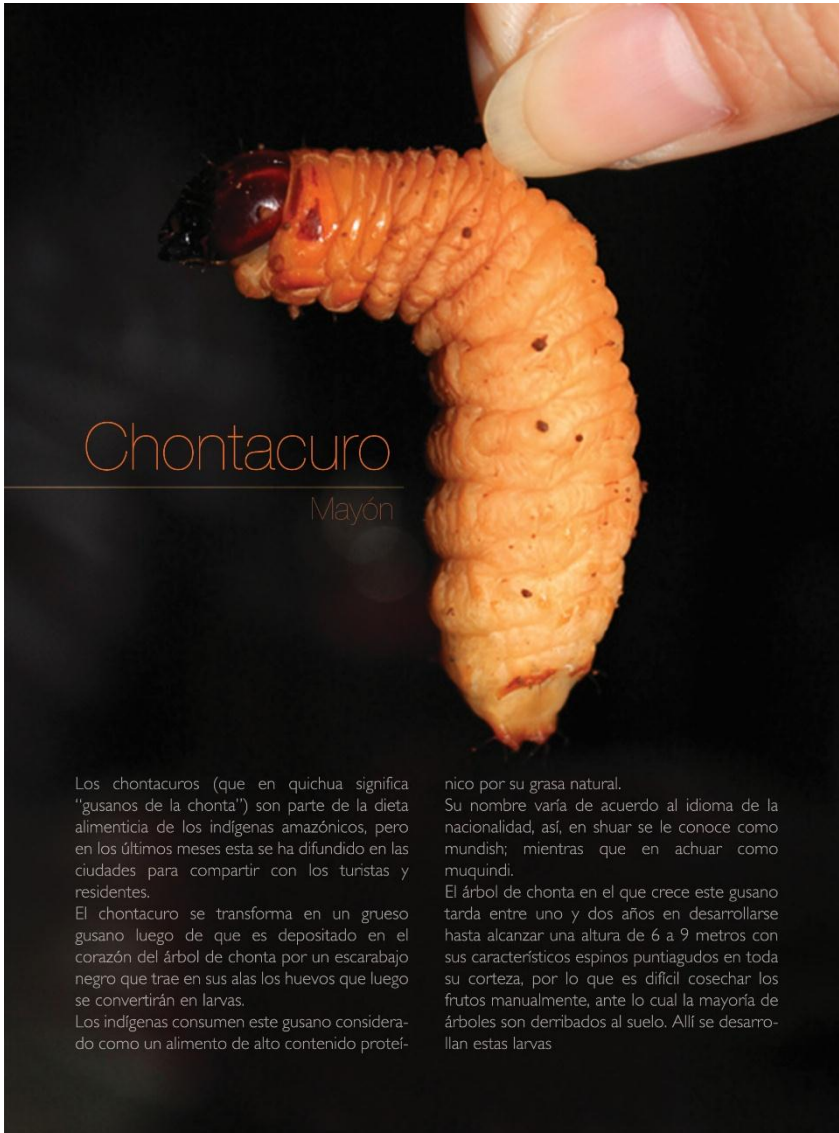 Chontacuro
Mayón
Los chontacuros (que en quichua significa
"gusanos de la chonta") son parte de la dieta
alimenticia de los indígenas amazónicos, pero
en los últimos meses esta se ha difundido en las
ciudades para compartir con los turistas y
residentes.
El chontacuro se transforma en un grueso
gusano luego de que es depositado en el
corazón del árbol de chonta por un escarabajo
negro que trae en sus alas los huevos que luego
se convertirán en larvas.
Los indígenas consumen este gusano considera-
do como un alimento de alto contenido proteí-
nico por su grasa natural.
Su nombre varía de acuerdo al idioma de la
nacionalidad, así, en shuar se le conoce como
mundish; mientras que en achuar como
muquindi.
El árbol de chonta en el que crece este gusano
tarda entre uno y dos años en desarrollarse
hasta alcanzar una altura de 6 a 9 metros con
sus característicos espinos puntiagudos en toda
su corteza, por lo que es difícil cosechar los
frutos manualmente, ante lo cual la mayoría de
árboles son derribados al suelo. Allí se desarro-
llan estas larvas